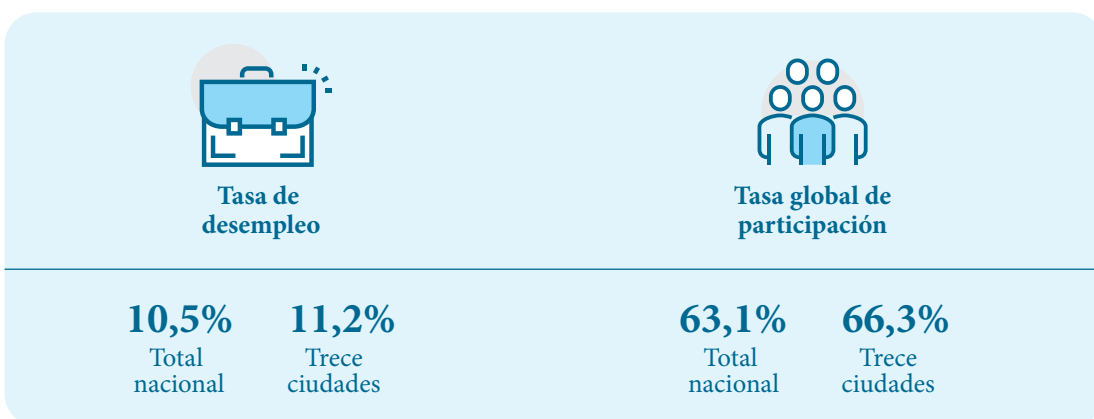 Tasa de
desempleo
Tasa global de
participación
10,5%
Total
nacional
11,2%
Trece
ciudades
63,1%
Total
nacional
66,3%
Trece
ciudades